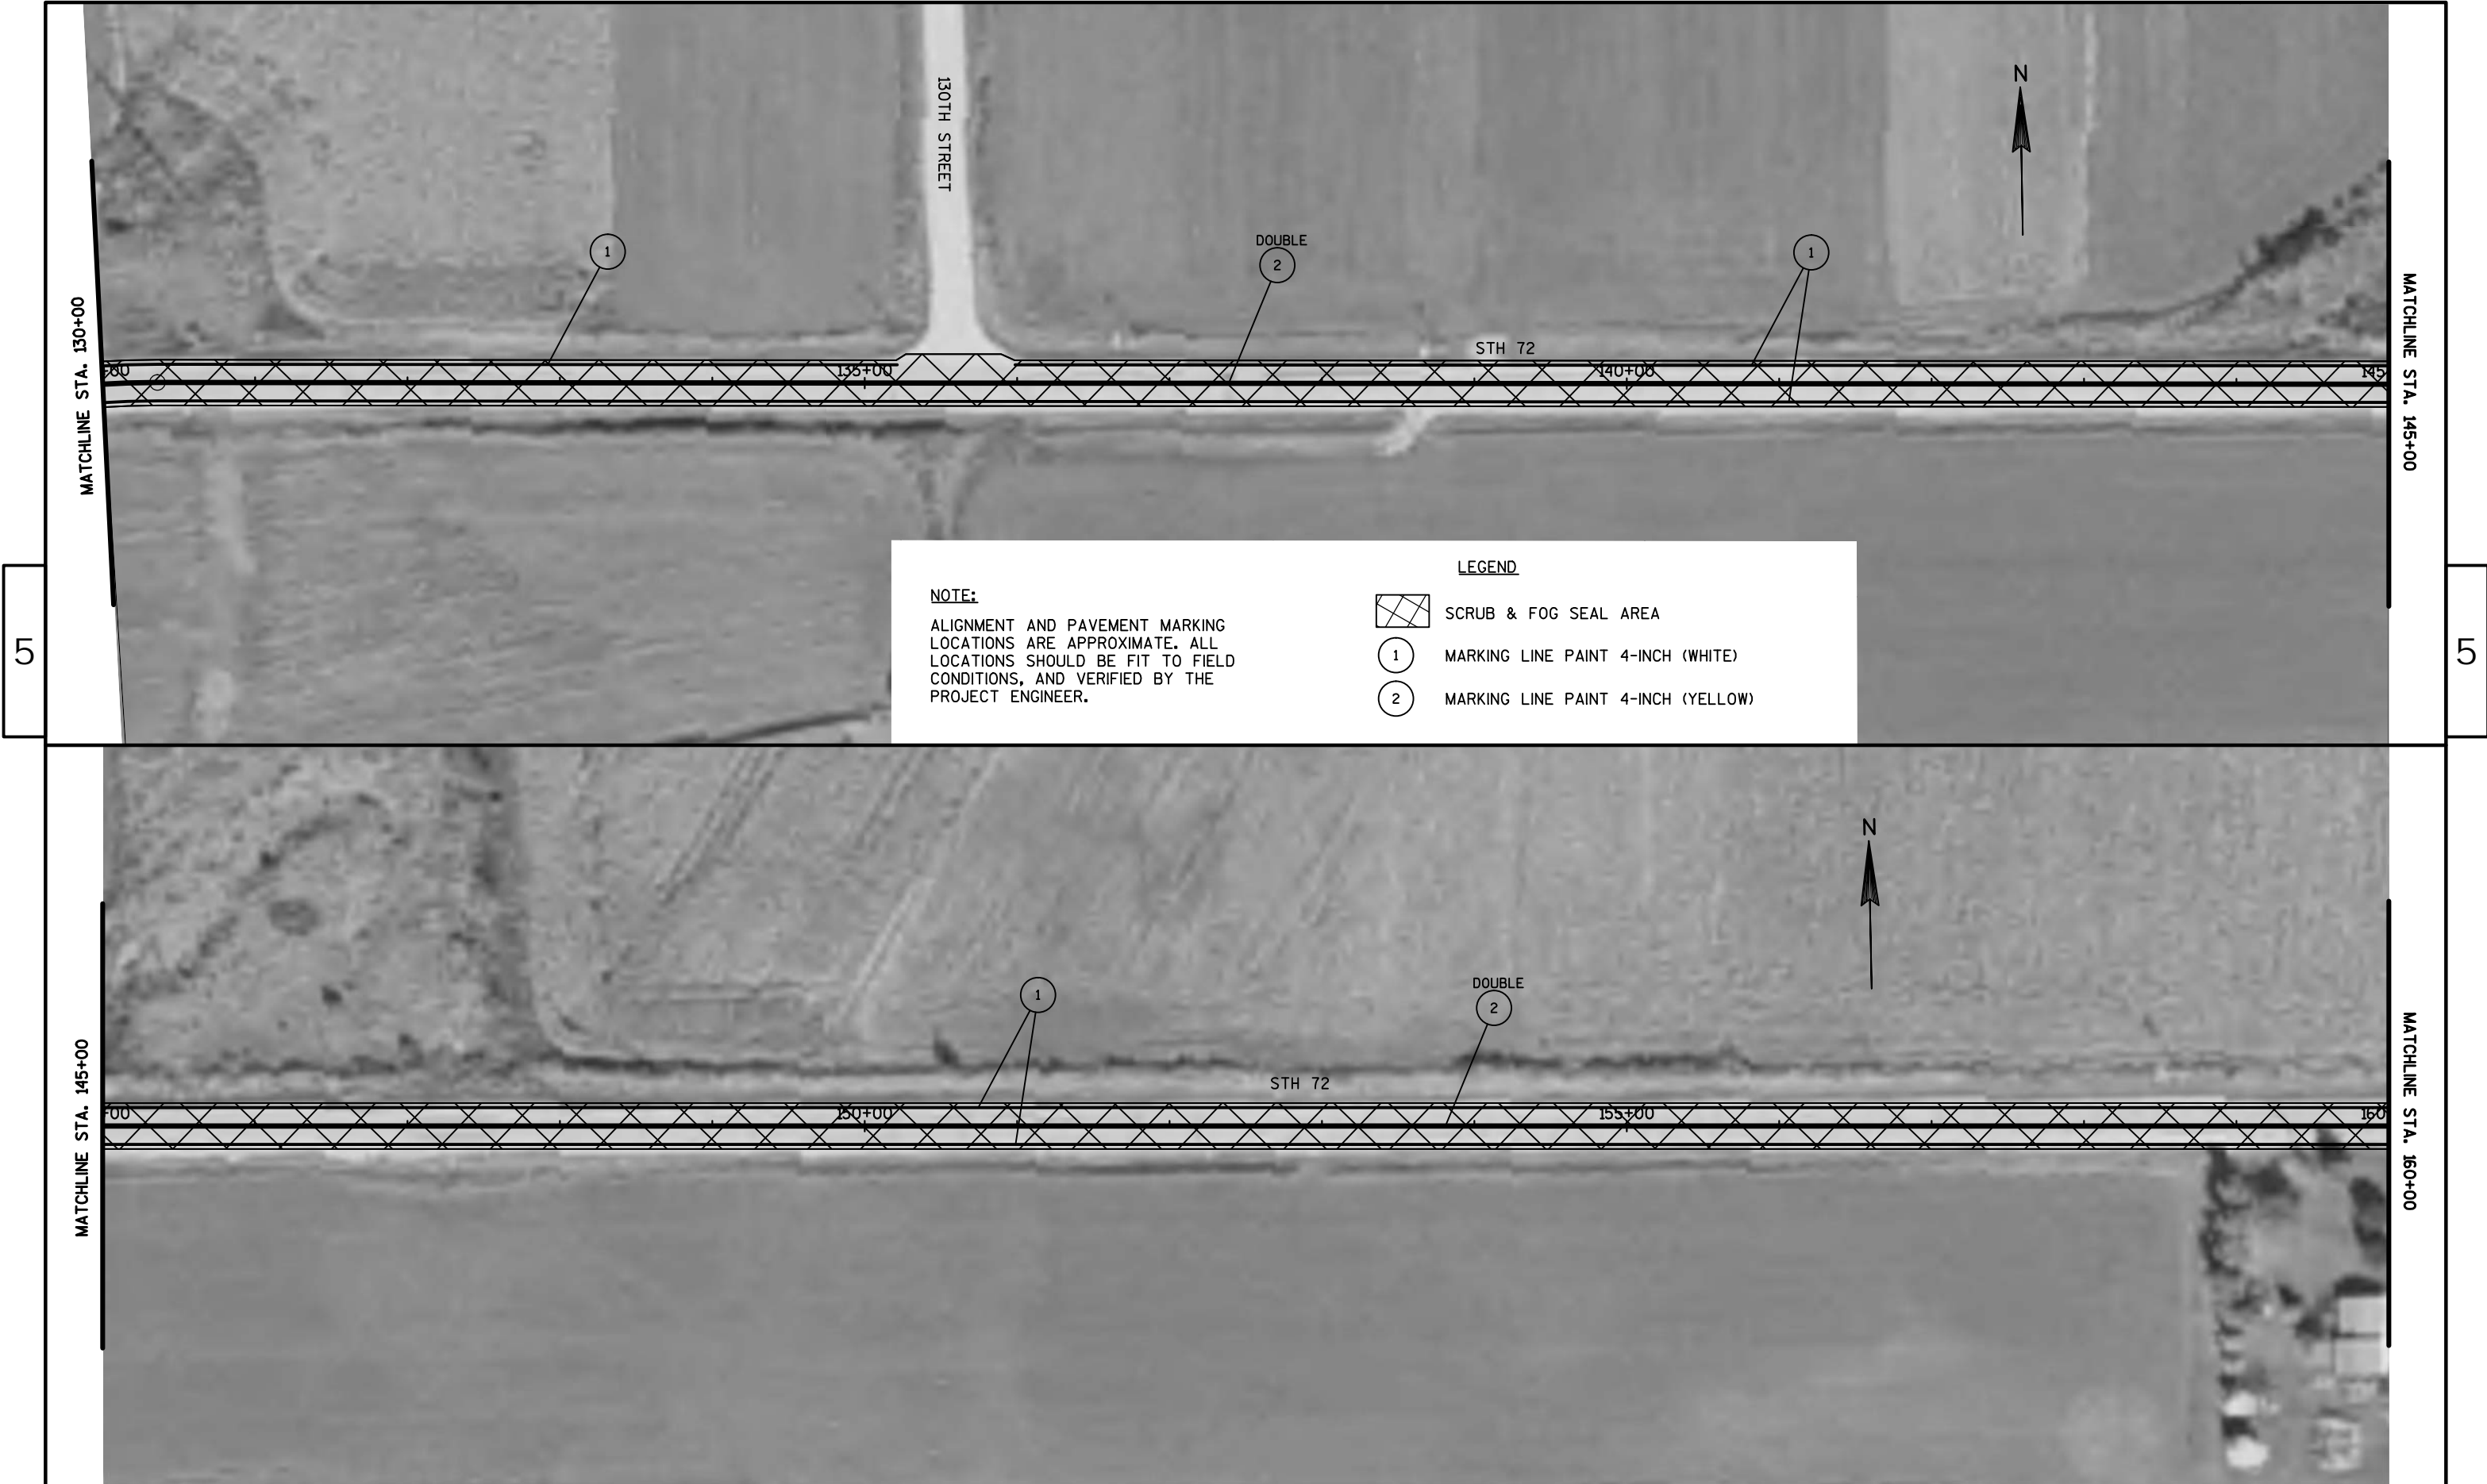 130TH STREET
N
1
DOUBLE
2
1
STH 72
MATCHLINE STA. 130+00
+00
135+00
140+00
145
MATCHLINE STA. 145+00
5
5
NOTE:
ALIGNMENT AND PAVEMENT MARKING
LOCATIONS ARE APPROXIMATE. ALL
LOCATIONS SHOULD BE FIT TO FIELD
CONDITIONS, AND VERIFIED BY THE
PROJECT ENGINEER.
LEGEND
SCRUB & FOG SEAL AREA
1 MARKING LINE PAINT 4-INCH (WHITE)
2 MARKING LINE PAINT 4-INCH (YELLOW)
N
1
DOUBLE
2
STH 72
MATCHLINE STA. 145+00
+00
150+00
155+00
160
MATCHLINE STA. 160+00